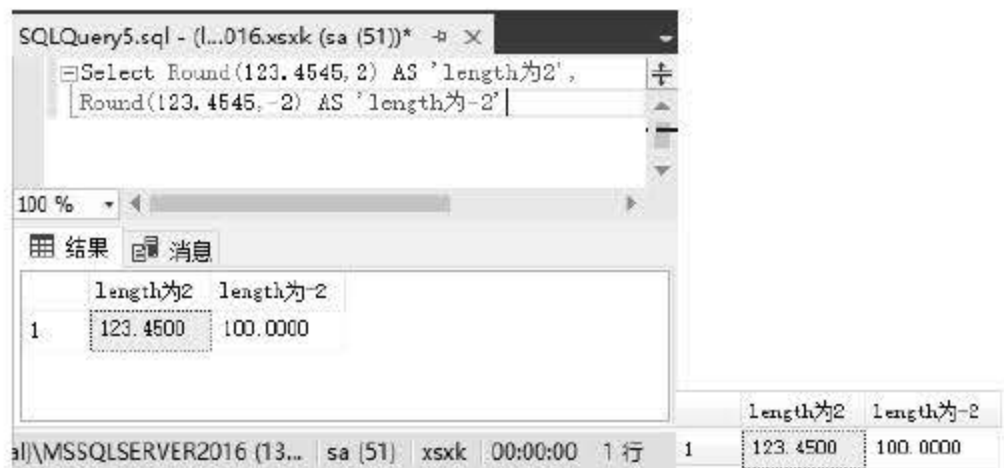 SQLQuery5.sql - (l...016.xsxk (sa (51))*
Select Round(123.4545,2) AS 'length为2',
Round(123.4545,-2) AS 'length为-2'
100 %
结果 消息
length为2 length为-2
1 123.4500 100.0000
al)\MSSQLSERVER2016 (13... sa (51) xsxk 00:00:00 1 行
length为2 length为-2
1 123.4500 100.0000